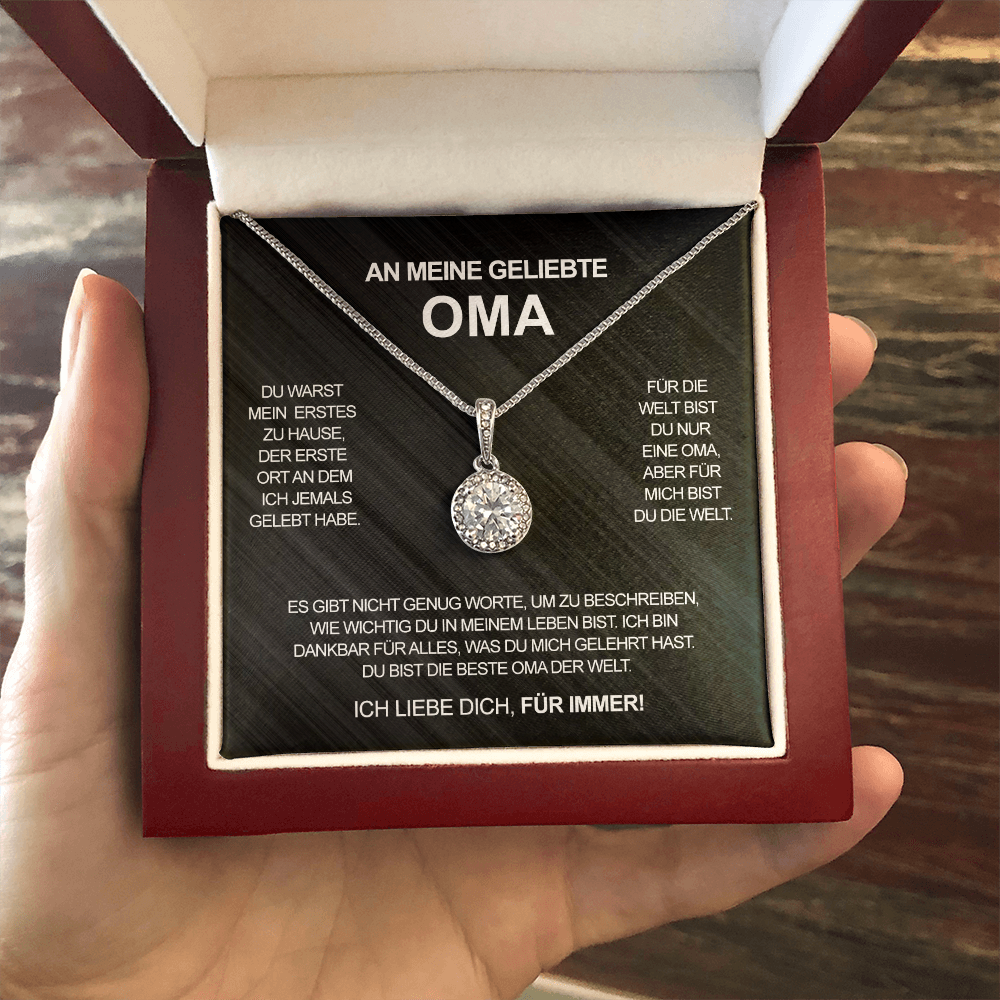 AN MEINE GELIEBTE
OMA
DU WARST
MEIN ERSTES
ZU HAUSE,
DER ERSTE
ORT AN DEM
ICH JEMALS
GELEBT HABE.
FÜR DIE
WELT BIST
DU NUR
EINE OMA,
ABER FÜR
MICH BIST
DU DIE WELT.
ES GIBT NICHT GENUG WORTE, UM ZU BESCHREIBEN,
WIE WICHTIG DU IN MEINEM LEBEN BIST. ICH BIN
DANKBAR FÜR ALLES, WAS DU MICH GELEHRT HAST.
DU BIST DIE BESTE OMA DER WELT.
ICH LIEBE DICH, FÜR IMMER!